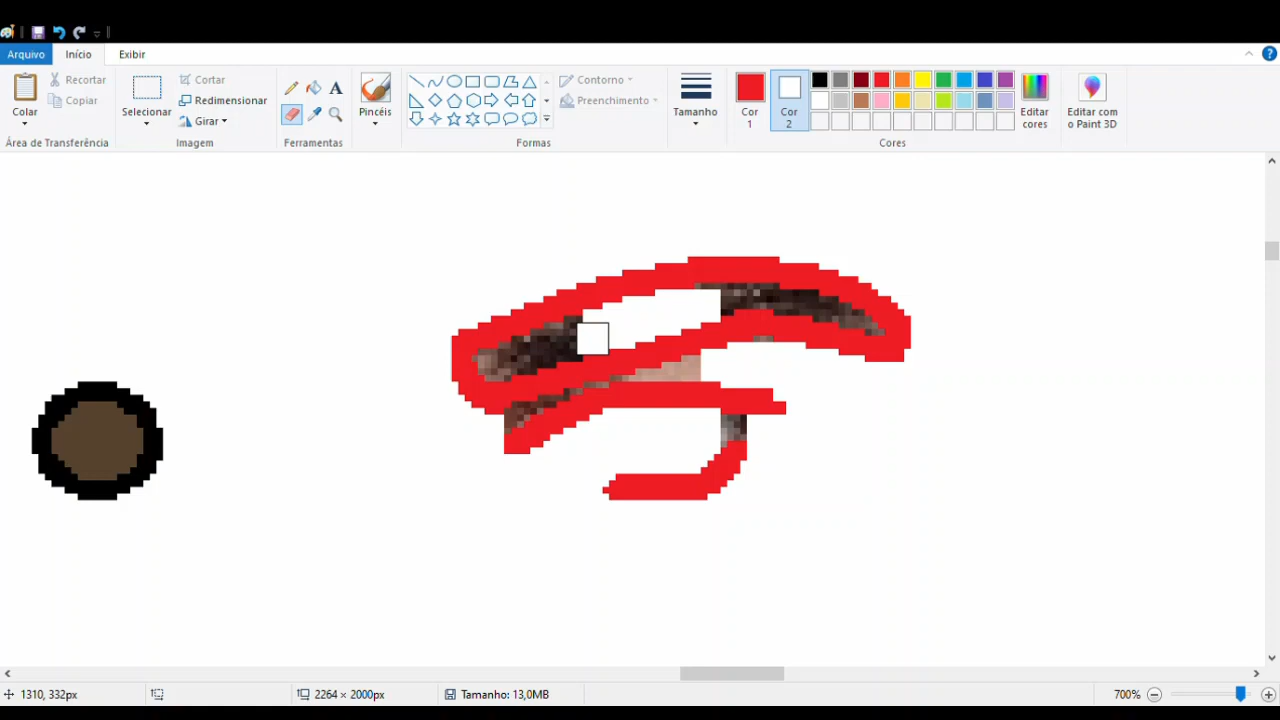 Arquivo Início Exibir
Colar
Recortar
Copiar
Área de Transferência
Selecionar
Cortar
Redimensionar
Girar
Imagem
A
Ferramentas
Pincéis
Contorno
Preenchimento
Formas
Tamanho
Cor
1
Cor
2
Editar
cores
Cores
Editar com
o Paint 3D
1310, 332px
2264 × 2000px
Tamanho: 13,0MB
700%